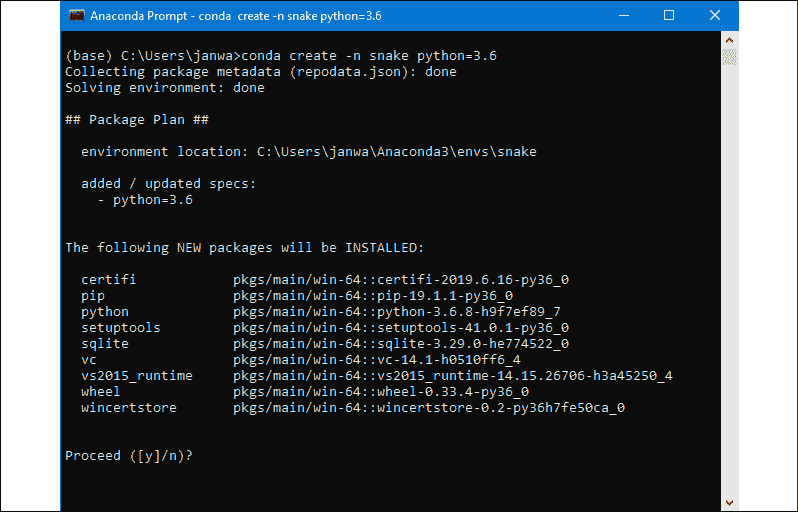 Anaconda Prompt - conda  create -n snake python=3.6
(base) C:\Users\janwa>conda create -n snake python=3.6
Collecting package metadata (repodata.json): done
Solving environment: done
## Package Plan ##
  environment location: C:\Users\janwa\Anaconda3\envs\snake
  added / updated specs:
    - python=3.6
The following NEW packages will be INSTALLED:
  certifi            pkgs/main/win-64::certifi-2019.6.16-py36_0
  pip                pkgs/main/win-64::pip-19.1.1-py36_0
  python             pkgs/main/win-64::python-3.6.8-h9f7ef89_7
  setuptools         pkgs/main/win-64::setuptools-41.0.1-py36_0
  sqlite             pkgs/main/win-64::sqlite-3.29.0-he774522_0
  vc                 pkgs/main/win-64::vc-14.1-h0510ff6_4
  vs2015_runtime     pkgs/main/win-64::vs2015_runtime-14.15.26706-h3a45250_4
  wheel              pkgs/main/win-64::wheel-0.33.4-py36_0
  wincertstore       pkgs/main/win-64::wincertstore-0.2-py36h7fe50ca_0
Proceed ([y]/n)?